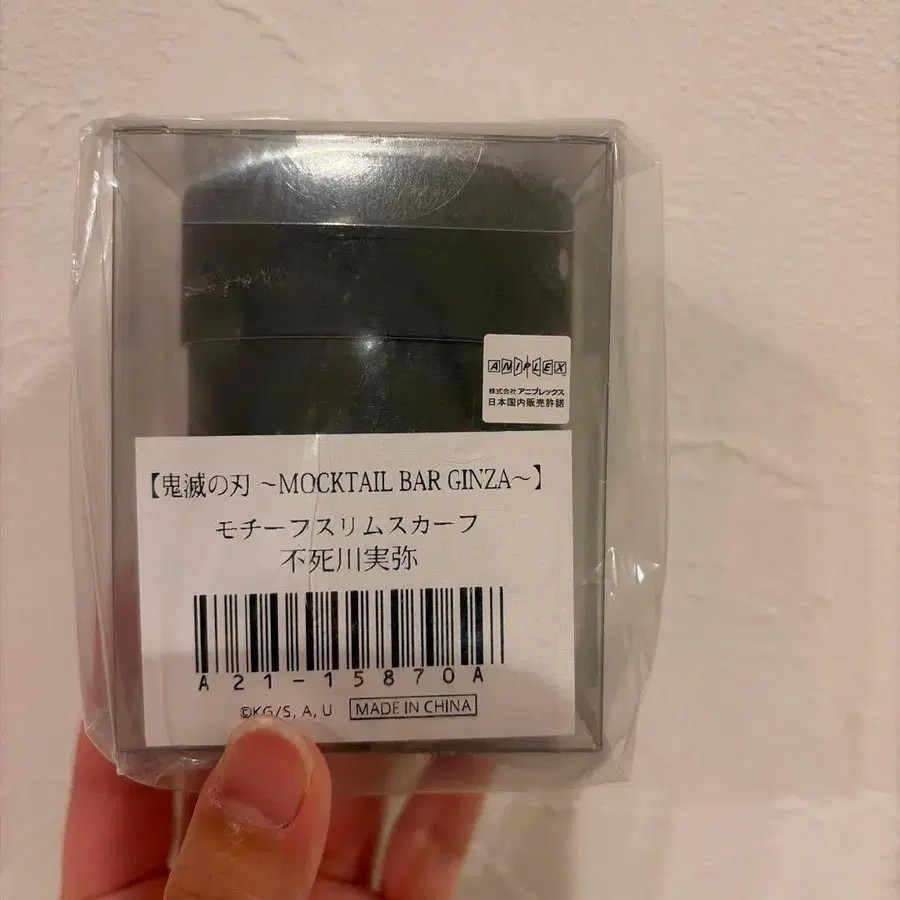 ANIPLEX
株式会社アニプレックス
日本国内販売許諾
【鬼滅の刃 ～MOCKTAIL BAR GINZA～】
モチーフスリムスカーフ
不死川実弥
A21-15870A
©KG/S, A, U MADE IN CHINA